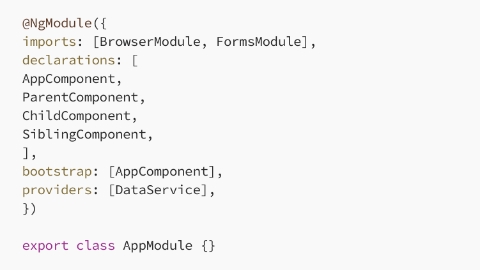 @NgModule({
imports: [BrowserModule, FormsModule],
declarations: [
AppComponent,
ParentComponent,
ChildComponent,
SiblingComponent,
],
bootstrap: [AppComponent],
providers: [DataService],
})
export class AppModule {}